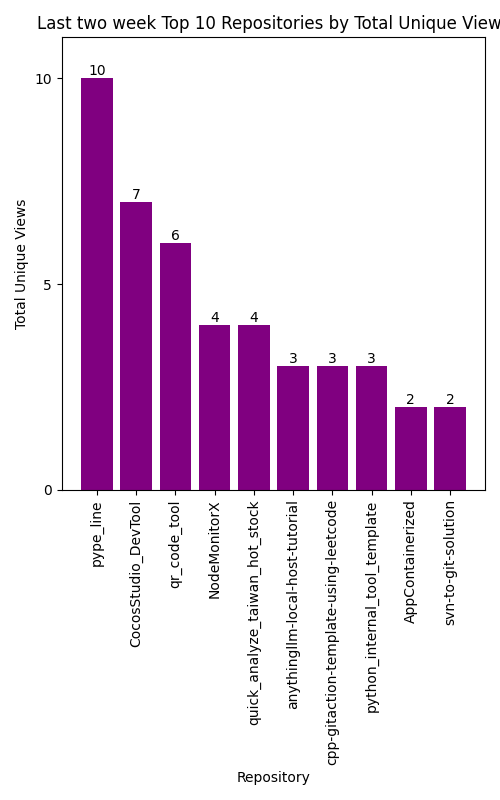 Last two week Top 10 Repositories by Total Unique View
10
7
6
4
4
3
3
3
2
2
10
5
0
Total Unique Views
pype_line
CocosStudio_DevTool
qr_code_tool
NodeMonitorX
quick_analyze_taiwan_hot_stock
anythingllm-local-host-tutorial
cpp-gitaction-template-using-leetcode
python_internal_tool_template
AppContainerized
svn-to-git-solution
Repository